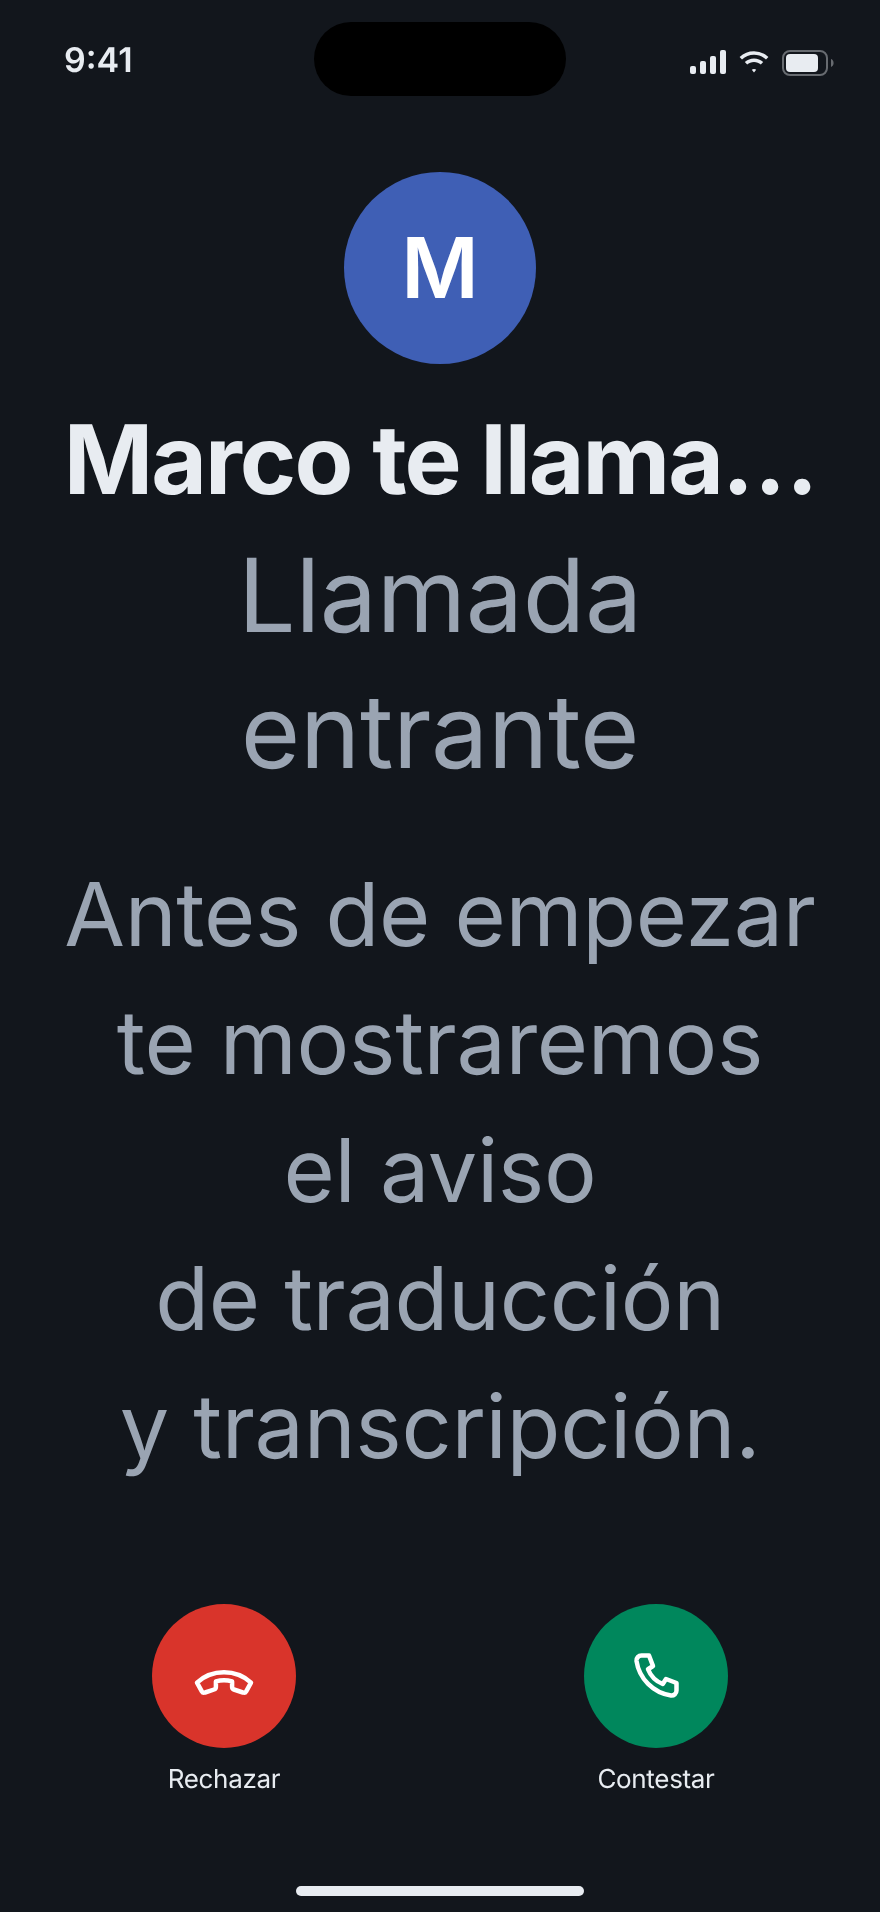 9:41
M
Marco te llama…
Llamada
entrante
Antes de empezar
te mostraremos
el aviso
de traducción
y transcripción.
Rechazar
Contestar